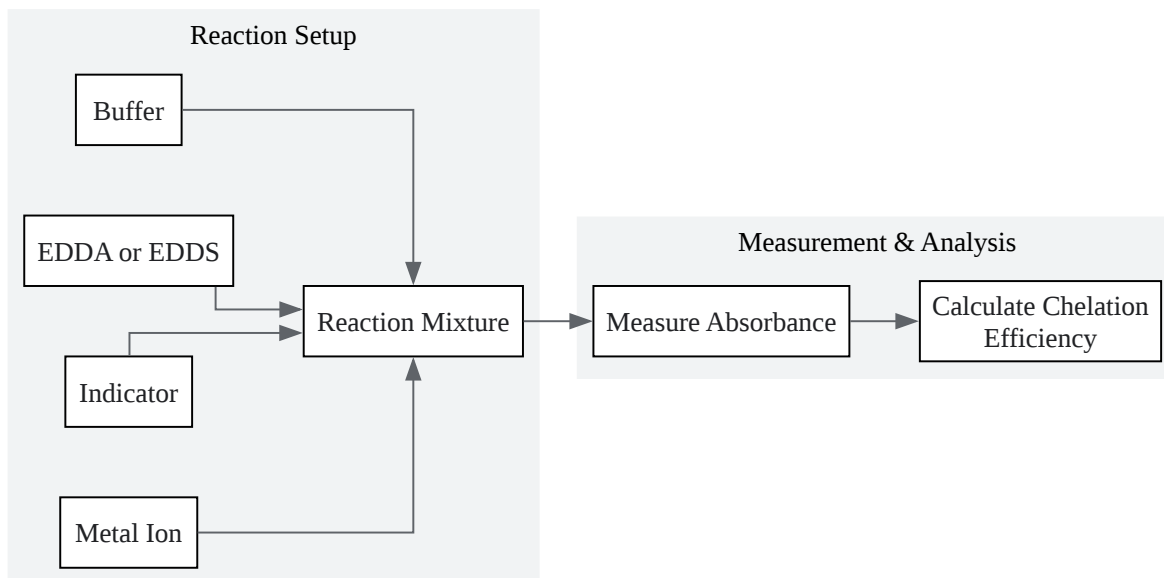 Reaction Setup
Buffer
EDDA or EDDS
Indicator
Metal Ion
Reaction Mixture
Measurement & Analysis
Measure Absorbance
Calculate Chelation
Efficiency